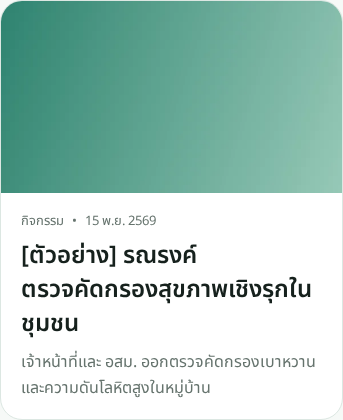 กิจกรรม • 15 พ.ย. 2569
[ตัวอย่าง] รณรงค์
ตรวจคัดกรองสุขภาพเชิงรุกใน
ชุมชน
เจ้าหน้าที่และ อสม. ออกตรวจคัดกรองเบาหวาน
และความดันโลหิตสูงในหมู่บ้าน